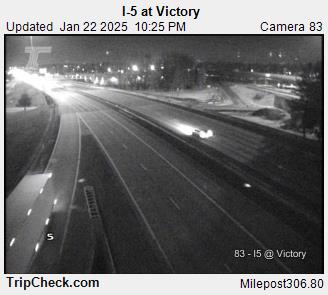 I-5 at Victory
Updated Jan 22 2025 10:25 PM Camera 83
S
83 - I5 @ Victory
TripCheck.com Milepost306.80